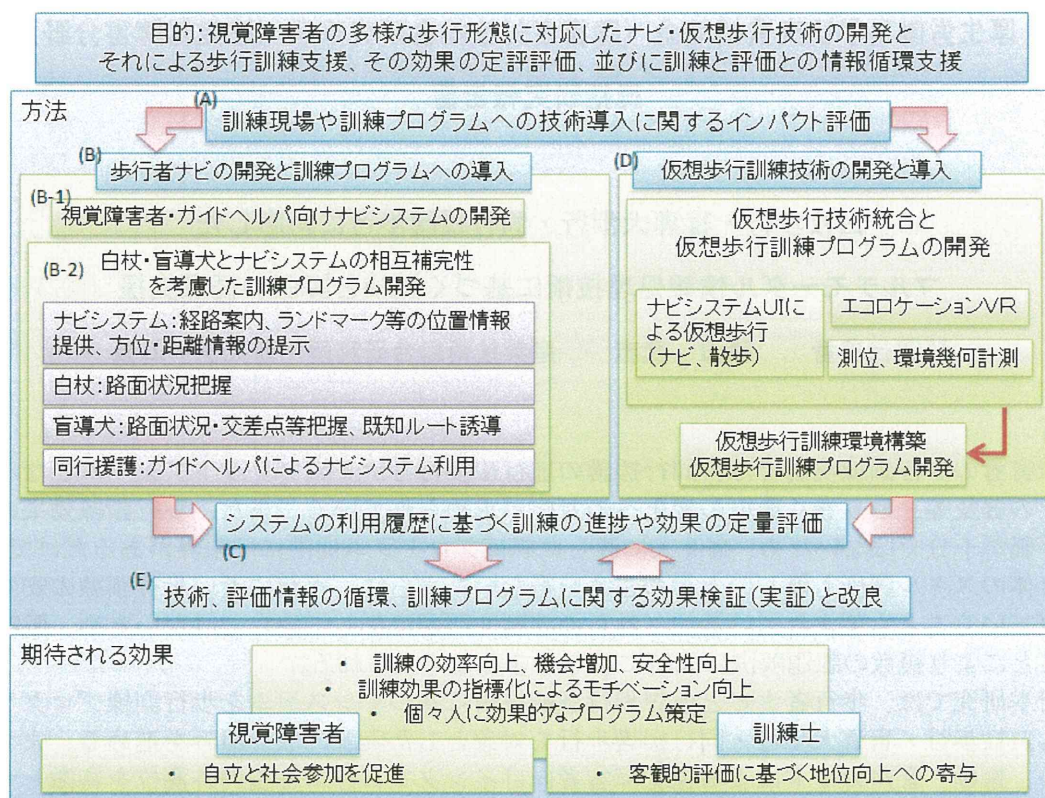 目的:視覚障害者の多様な歩行形態に対応したナビ・仮想歩行技術の開発と
それによる歩行訓練支援、その効果の定評評価、並びに訓練と評価との情報循環支援
方法
(A)
訓練現場や訓練プログラムへの技術導入に関するインパクト評価
(B)
歩行者ナビの開発と訓練プログラムへの導入
(B-1)
視覚障害者・ガイドヘルパ向けナビシステムの開発
(B-2)
白杖・盲導犬とナビシステムの相互補完性
を考慮した訓練プログラム開発
ナビシステム:経路案内、ランドマーク等の位置情報
提供、方位・距離情報の提示
白杖:路面状況把握
盲導犬:路面状況・交差点等把握、既知ルート誘導
同行援護:ガイドヘルパによるナビシステム利用
(D)
仮想歩行訓練技術の開発と導入
仮想歩行技術統合と
仮想歩行訓練プログラムの開発
ナビシステムUIに
よる仮想歩行
(ナビ、散歩)
エコロケーションVR
測位、環境幾何計測
仮想歩行訓練環境構築
仮想歩行訓練プログラム開発
システムの利用履歴に基づく訓練の進捗や効果の定量評価
(C)
(E)
技術、評価情報の循環、訓練プログラムに関する効果検証(実証)と改良
期待される効果
• 訓練の効率向上、機会増加、安全性向上
• 訓練効果の指標化によるモチベーション向上
• 個々人に効果的なプログラム策定
視覚障害者
• 自立と社会参加を促進
訓練士
• 客観的評価に基づく地位向上への寄与